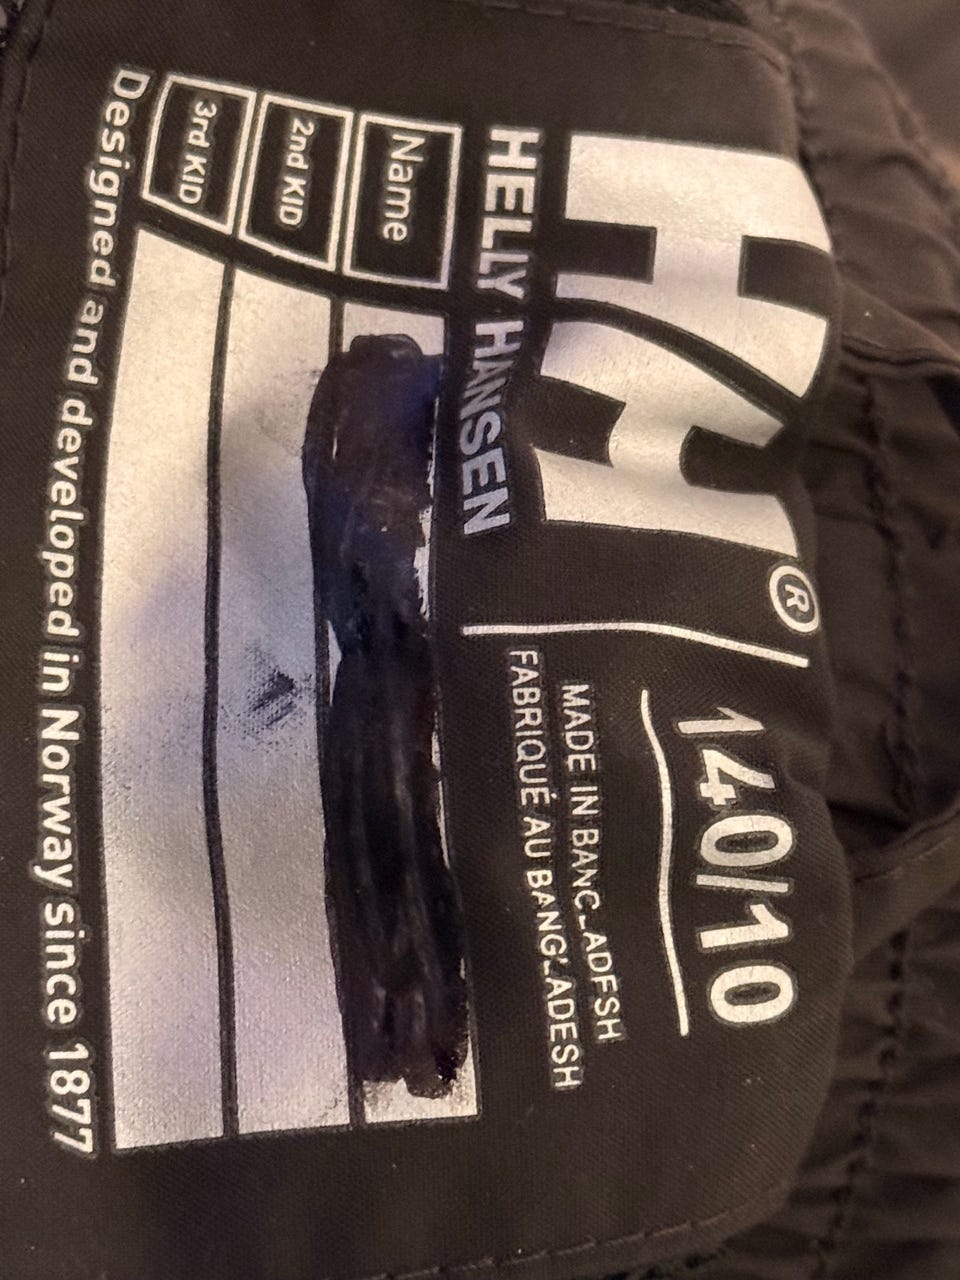 HH®
HELLY HANSEN
140/10
MADE IN BANGLADESH
FABRIQUÉ AU BANGLADESH
Name
2nd KID
3rd KID
Designed and developed in Norway since 1877